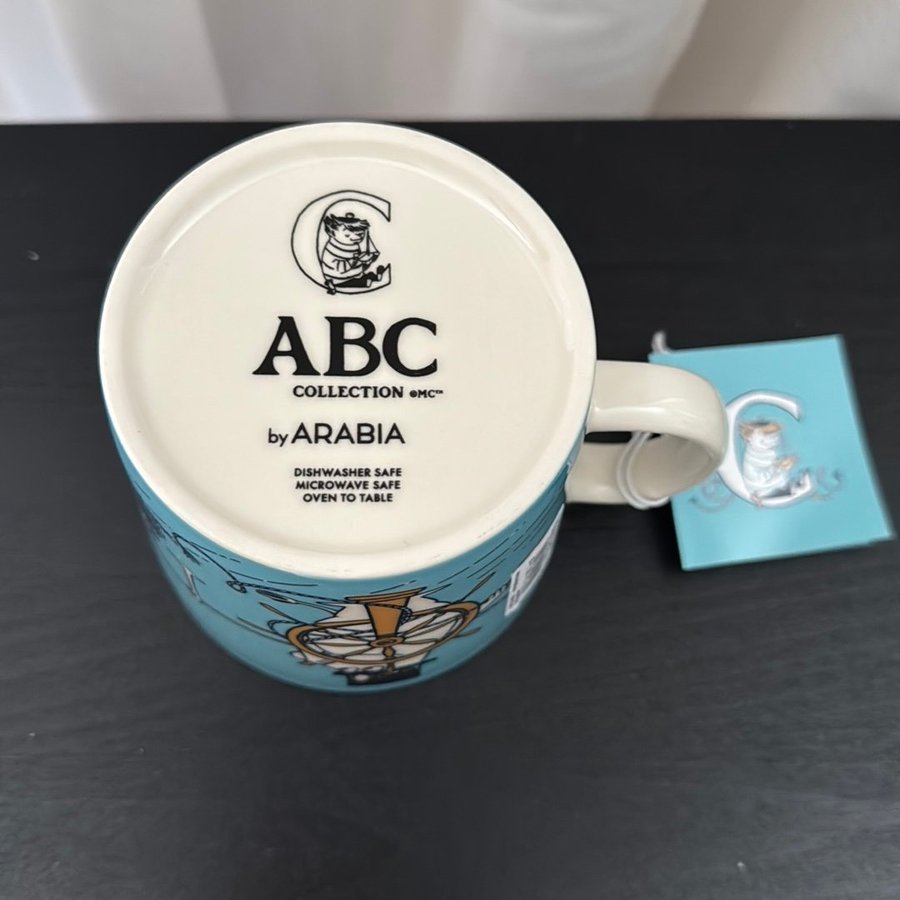 C
ABC
COLLECTION ©MC™
by ARABIA
DISHWASHER SAFE
MICROWAVE SAFE
OVEN TO TABLE
C